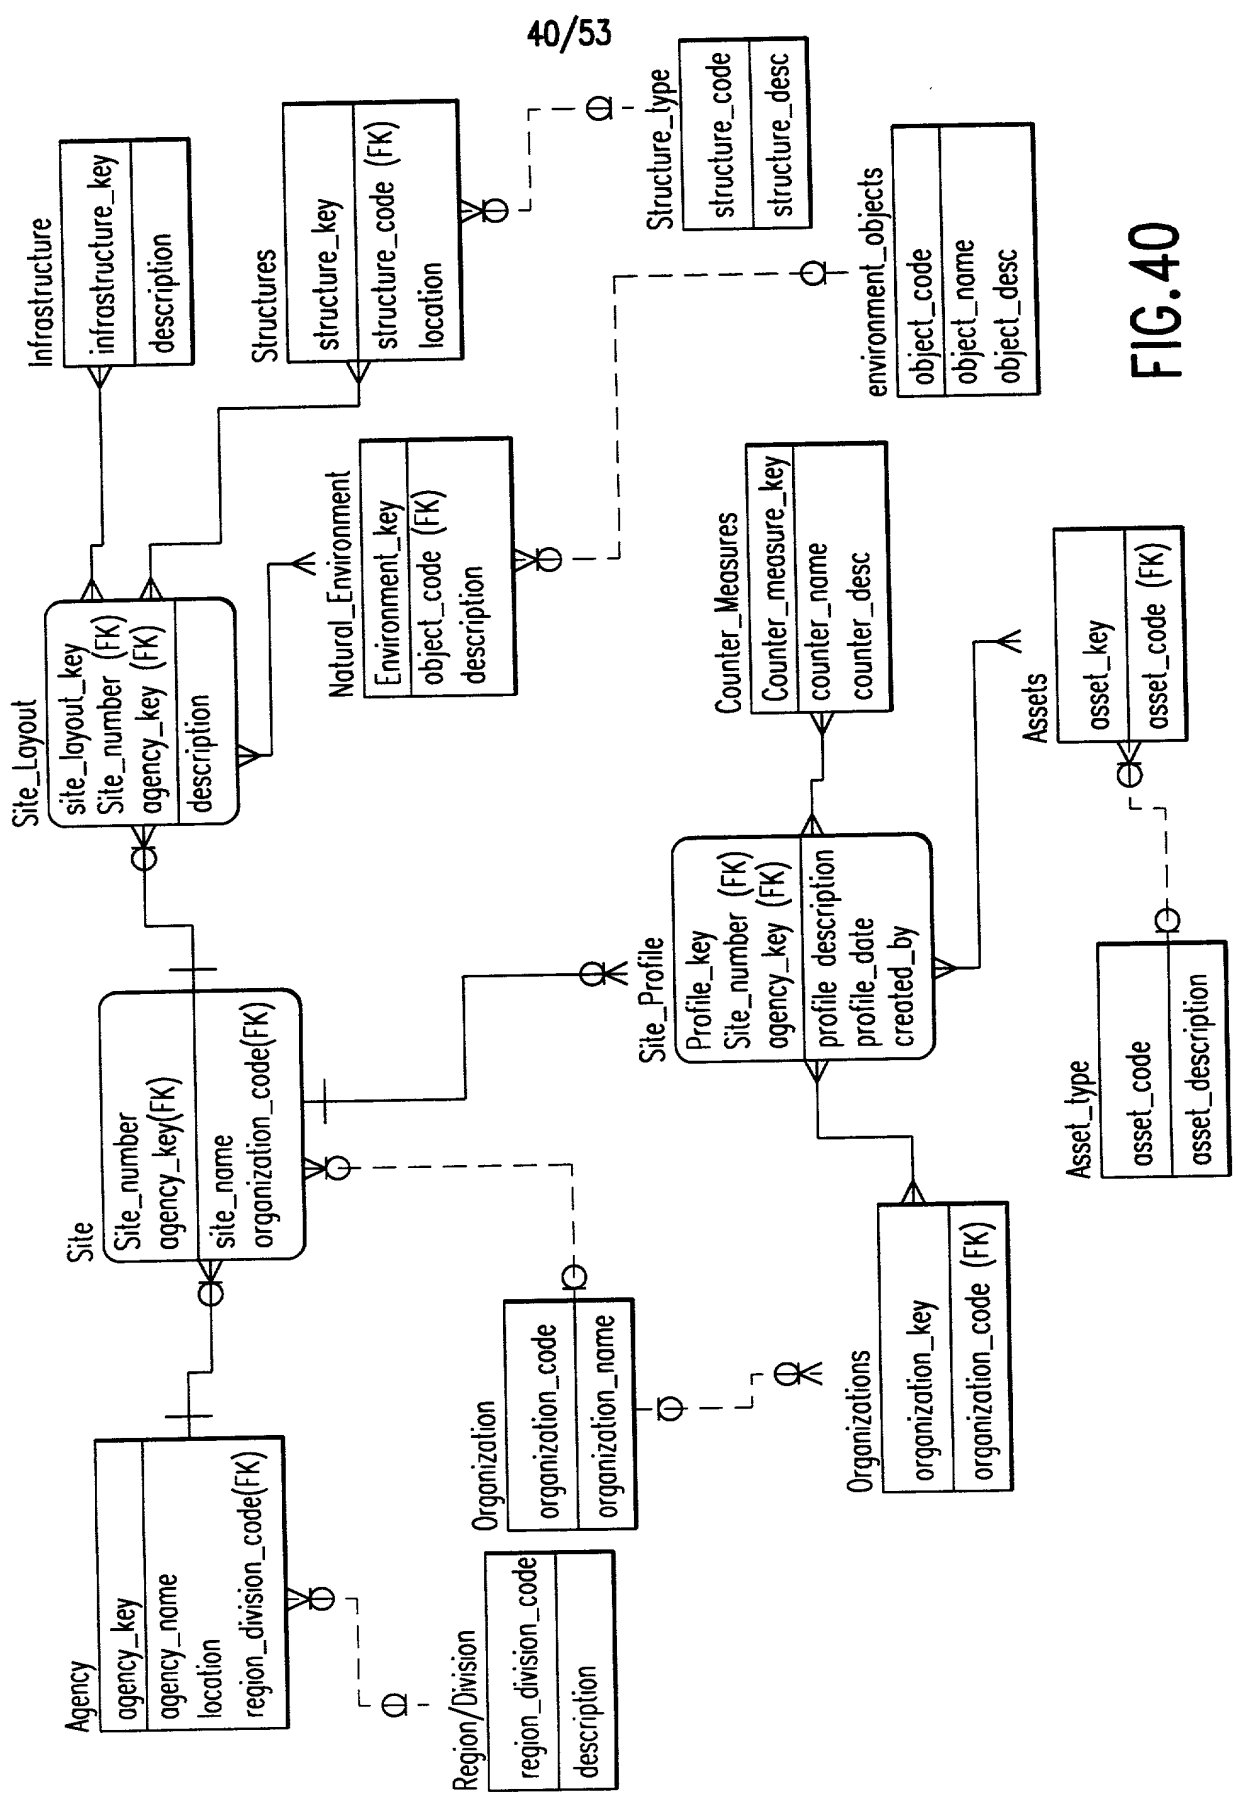 40/53
Agency
agency_key
agency_name
location
region_division_code(FK)
Region/Division
region_division_code
description
Site
Site_number
agency_key(FK)
site_name
organization_code(FK)
Organization
organization_code
organization_name
Organizations
organization_key
organization_code (FK)
Site_Layout
site_layout_key
Site_number (FK)
agency_key (FK)
description
Site_Profile
Profile_key
Site_number (FK)
agency_key (FK)
profile description
profile_date
created_by
Asset_type
asset_code
asset_description
Infrastructure
infrastructure_key
description
Structures
structure_key
structure_code (FK)
location
Natural_Environment
Environment_key
object_code (FK)
description
Structure_type
structure_code
structure_desc
environment_objects
object_code
object_name
object_desc
Counter_Measures
Counter_measure_key
counter_name
counter_desc
Assets
asset_key
asset_code (FK)
FIG.40